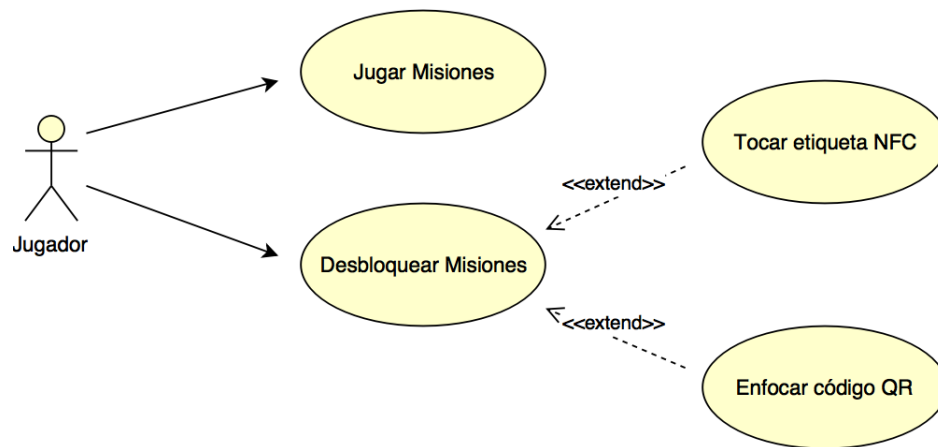 Jugar Misiones
Tocar etiqueta NFC
<<extend>>
Jugador
Desbloquear Misiones
<<extend>>
Enfocar código QR